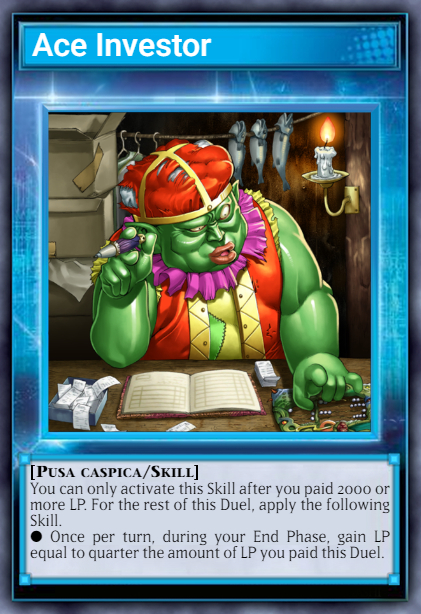 Ace Investor
[Pusa caspica/Skill]
You can only activate this Skill after you paid 2000 or
more LP. For the rest of this Duel, apply the following
Skill.
● Once per turn, during your End Phase, gain LP
equal to quarter the amount of LP you paid this Duel.